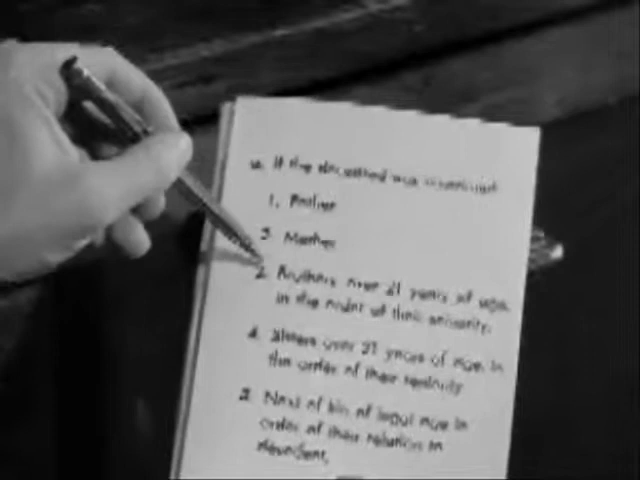 a. If the deceased was unmarried
1. Father
2. Mother
3. Brothers over 21 years of age
in the order of their seniority.
4. Sisters over 21 years of age in
the order of their seniority
5. Next of kin of legal age in
order of their relation to
decedent.